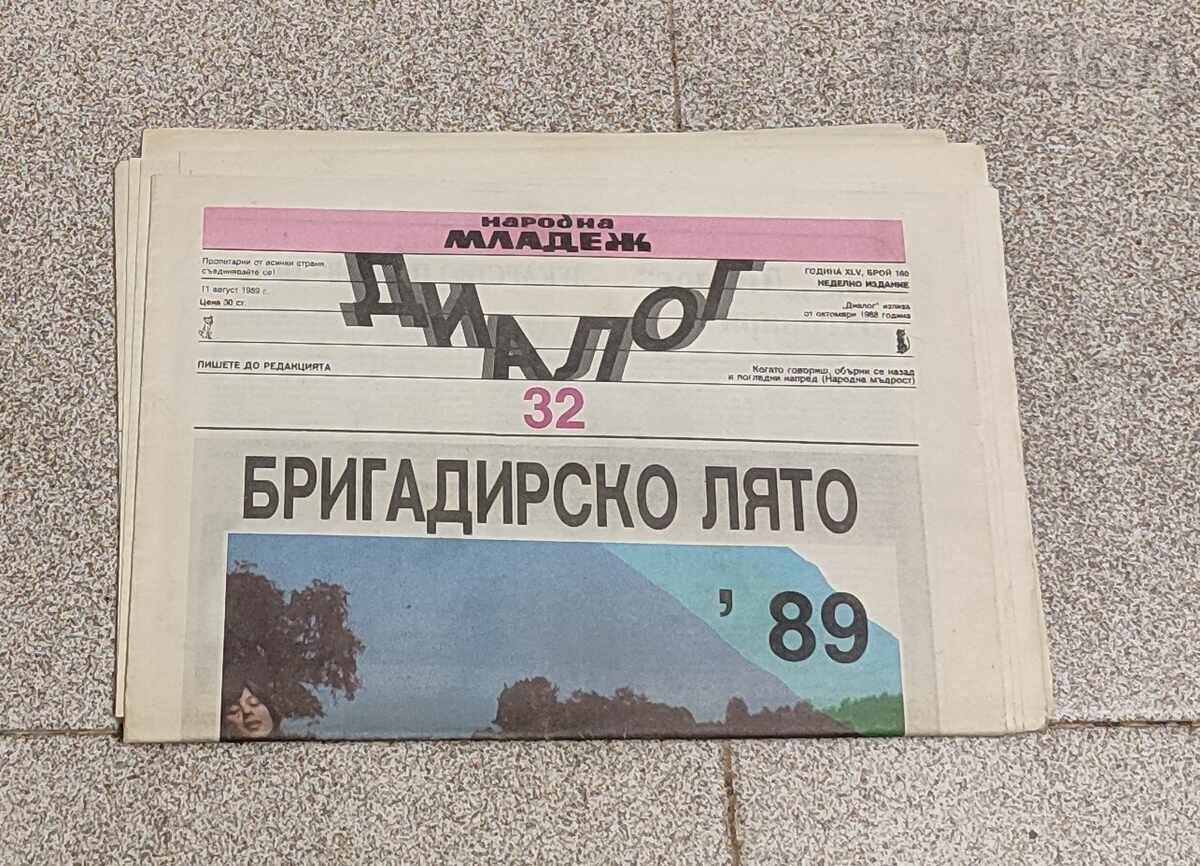 народна
МЛАДЕЖ
Пролетарии от всички страни,
съединявайте се!
11 август 1989 г.
Цена 30 ст.
ДИАЛОГ
ГОДИНА XLV, БРОЙ 160
НЕДЕЛНО ИЗДАНИЕ
„Диалог" излиза
от октомври 1988 година
ПИШЕТЕ ДО РЕДАКЦИЯТА
Когато говориш, обърни се назад
и погледни напред (Народна мъдрост)
32
БРИГАДИРСКО ЛЯТО
’89